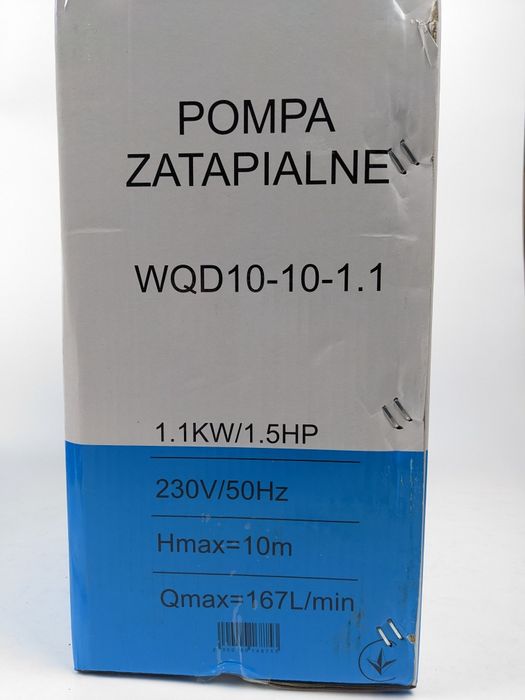 POMPA
ZATAPIALNE
WQD10-10-1.1
1.1KW/1.5HP
230V/50Hz
Hmax=10m
Qmax=167L/min